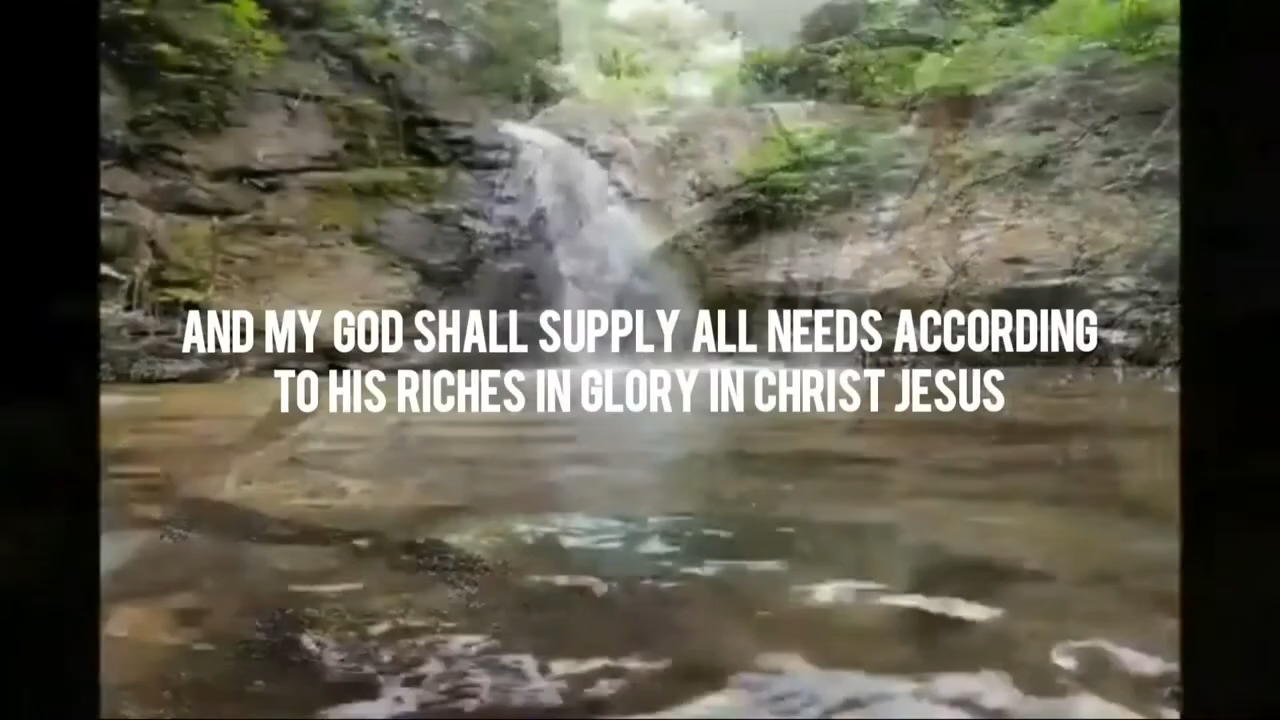 AND MY GOD SHALL SUPPLY ALL NEEDS ACCORDING
TO HIS RICHES IN GLORY IN CHRIST JESUS